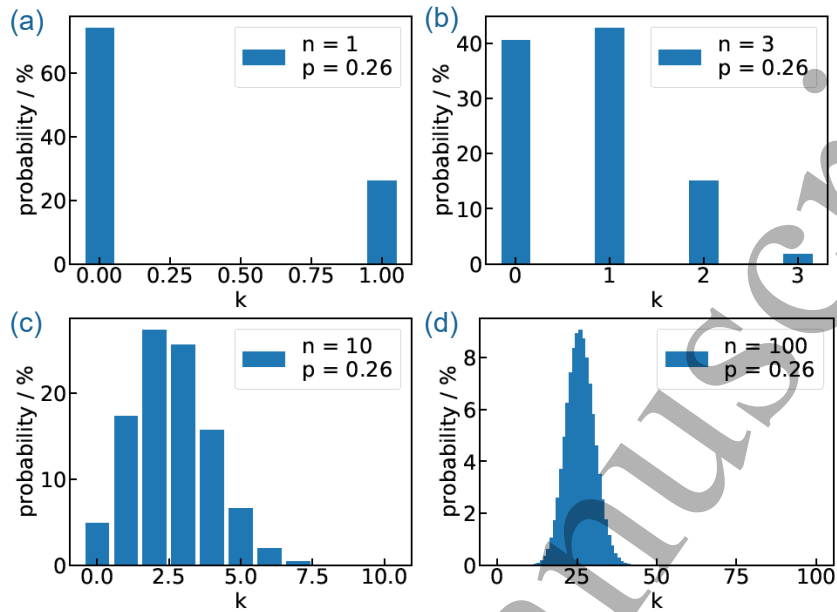 (a)
n = 1
p = 0.26
probability / %
60
40
20
0
0.00 0.25 0.50 0.75 1.00
k
(b)
n = 3
p = 0.26
probability / %
40
30
20
10
0
0 1 2 3
k
(c)
n = 10
p = 0.26
probability / %
20
10
0
0.0 2.5 5.0 7.5 10.0
k
(d)
n = 100
p = 0.26
probability / %
8
6
4
2
0
0 25 50 75 100
k
nuscri